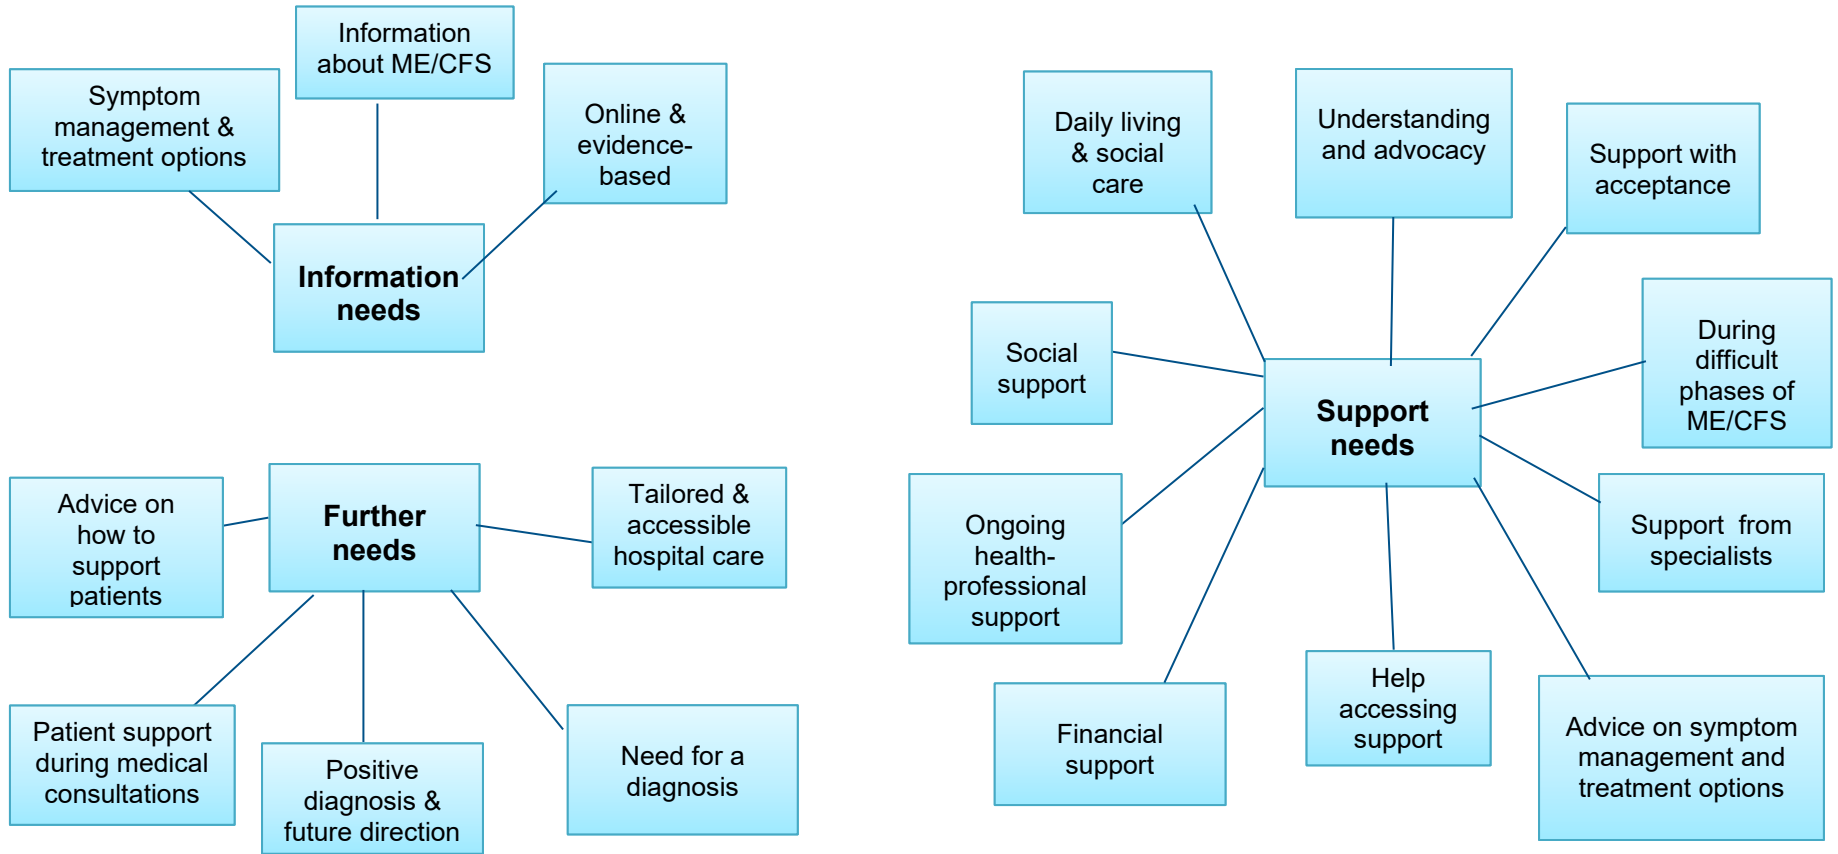 Information
about ME/CFS
Symptom
management &
treatment options
Online &
evidence-
based
Information
needs
Advice on
how to
support
patients
Further
needs
Tailored &
accessible
hospital care
Patient support
during medical
consultations
Positive
diagnosis &
future direction
Need for a
diagnosis
Daily living
& social
care
Understanding
and advocacy
Support with
acceptance
Social
support
During
difficult
phases of
ME/CFS
Support
needs
Ongoing
health-
professional
support
Support  from
specialists
Financial
support
Help
accessing
support
Advice on symptom
management and
treatment options